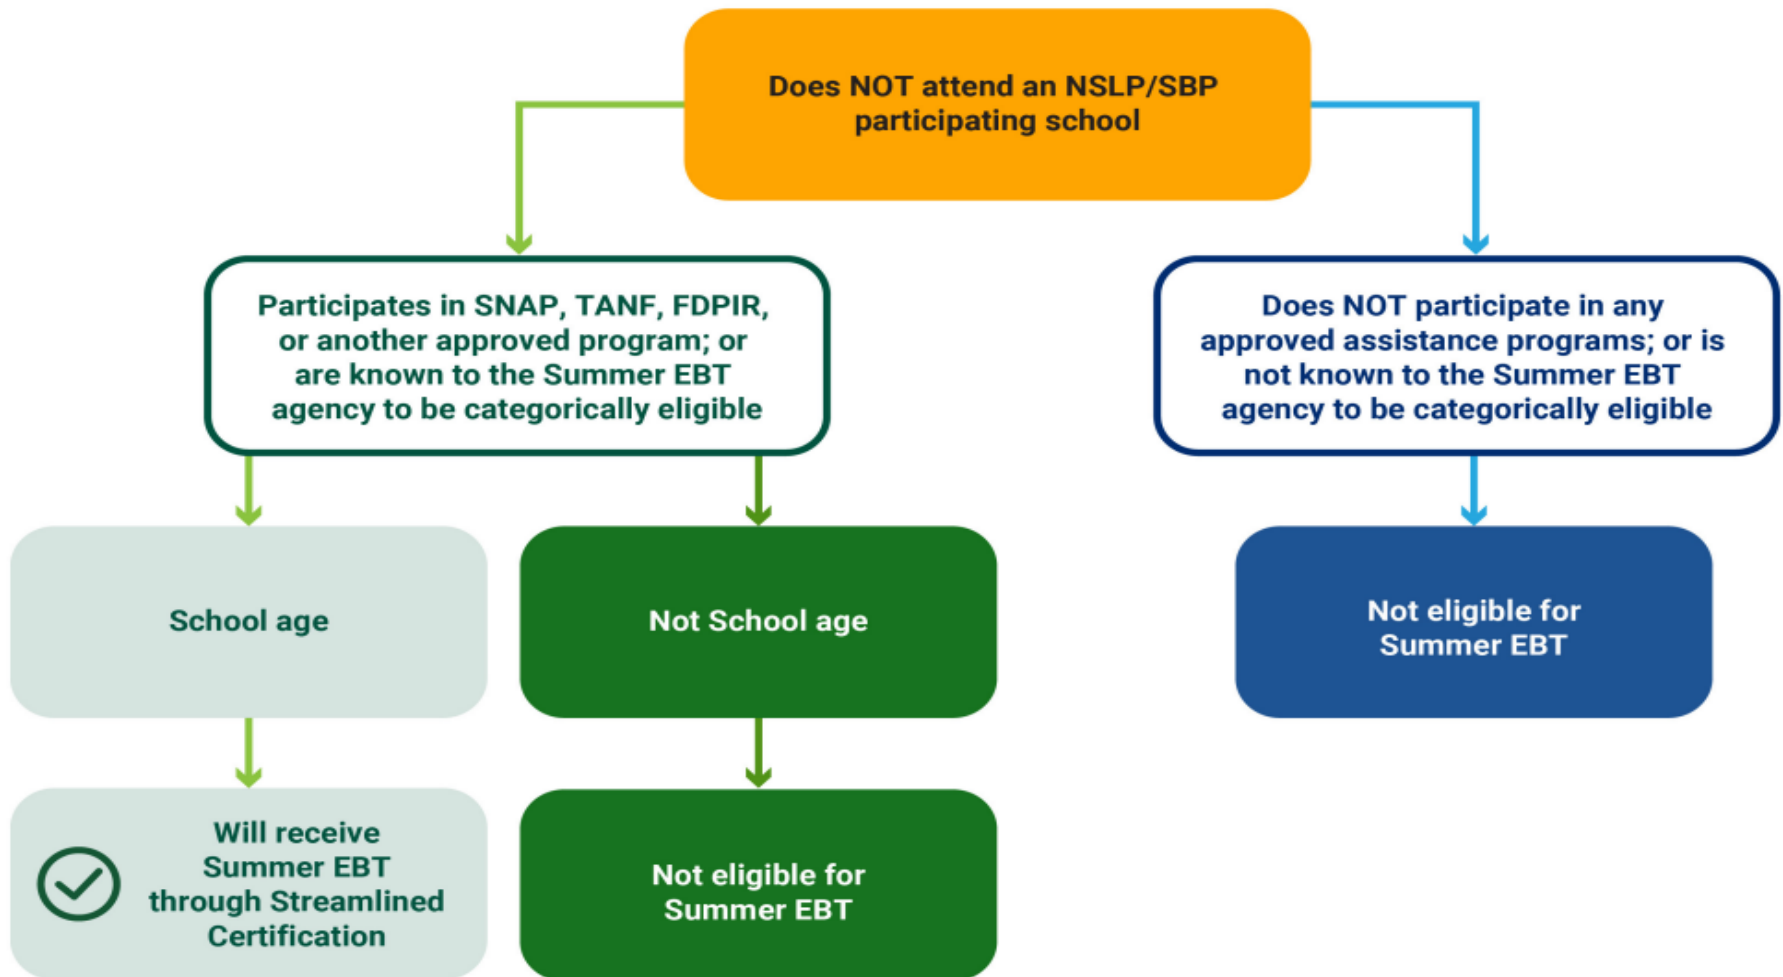 Does NOT attend an NSLP/SBP
participating school
Participates in SNAP, TANF, FDPIR,
or another approved program; or
are known to the Summer EBT
agency to be categorically eligible
Does NOT participate in any
approved assistance programs; or is
not known to the Summer EBT
agency to be categorically eligible
School age
Not School age
Not eligible for
Summer EBT
Will receive
Summer EBT
through Streamlined
Certification
Not eligible for
Summer EBT